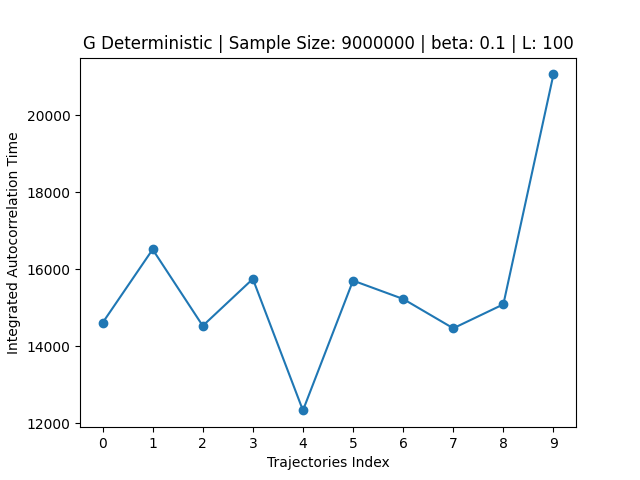 G Deterministic | Sample Size: 9000000 | beta: 0.1 | L: 100
Integrated Autocorrelation Time
20000
18000
16000
14000
12000
0 1 2 3 4 5 6 7 8 9
Trajectories Index